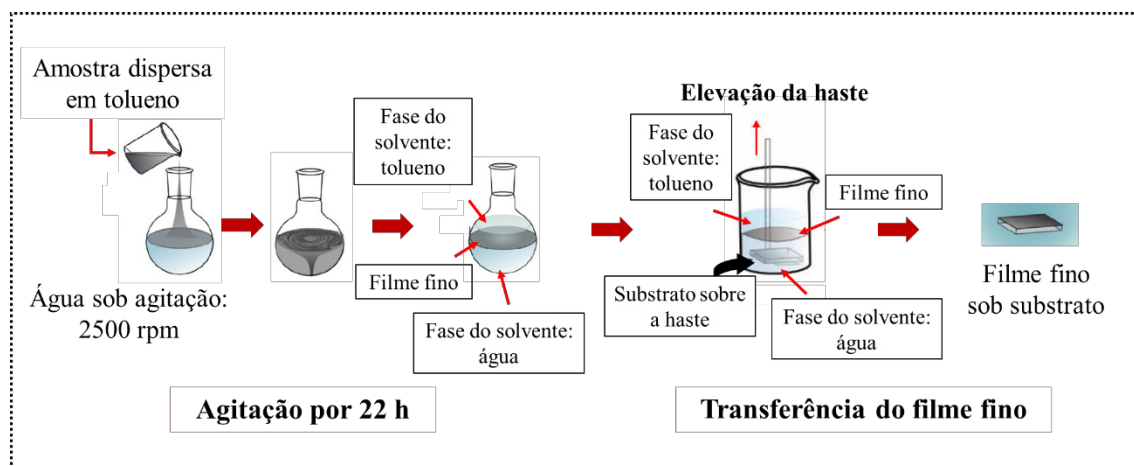 Amostra dispersa
em tolueno
Água sob agitação:
2500 rpm
Fase do
solvente:
tolueno
Filme fino
Fase do solvente:
água
Agitação por 22 h
Elevação da haste
Fase do
solvente:
tolueno
Filme fino
Substrato sobre
a haste
Fase do solvente:
água
Transferência do filme fino
Filme fino
sob substrato